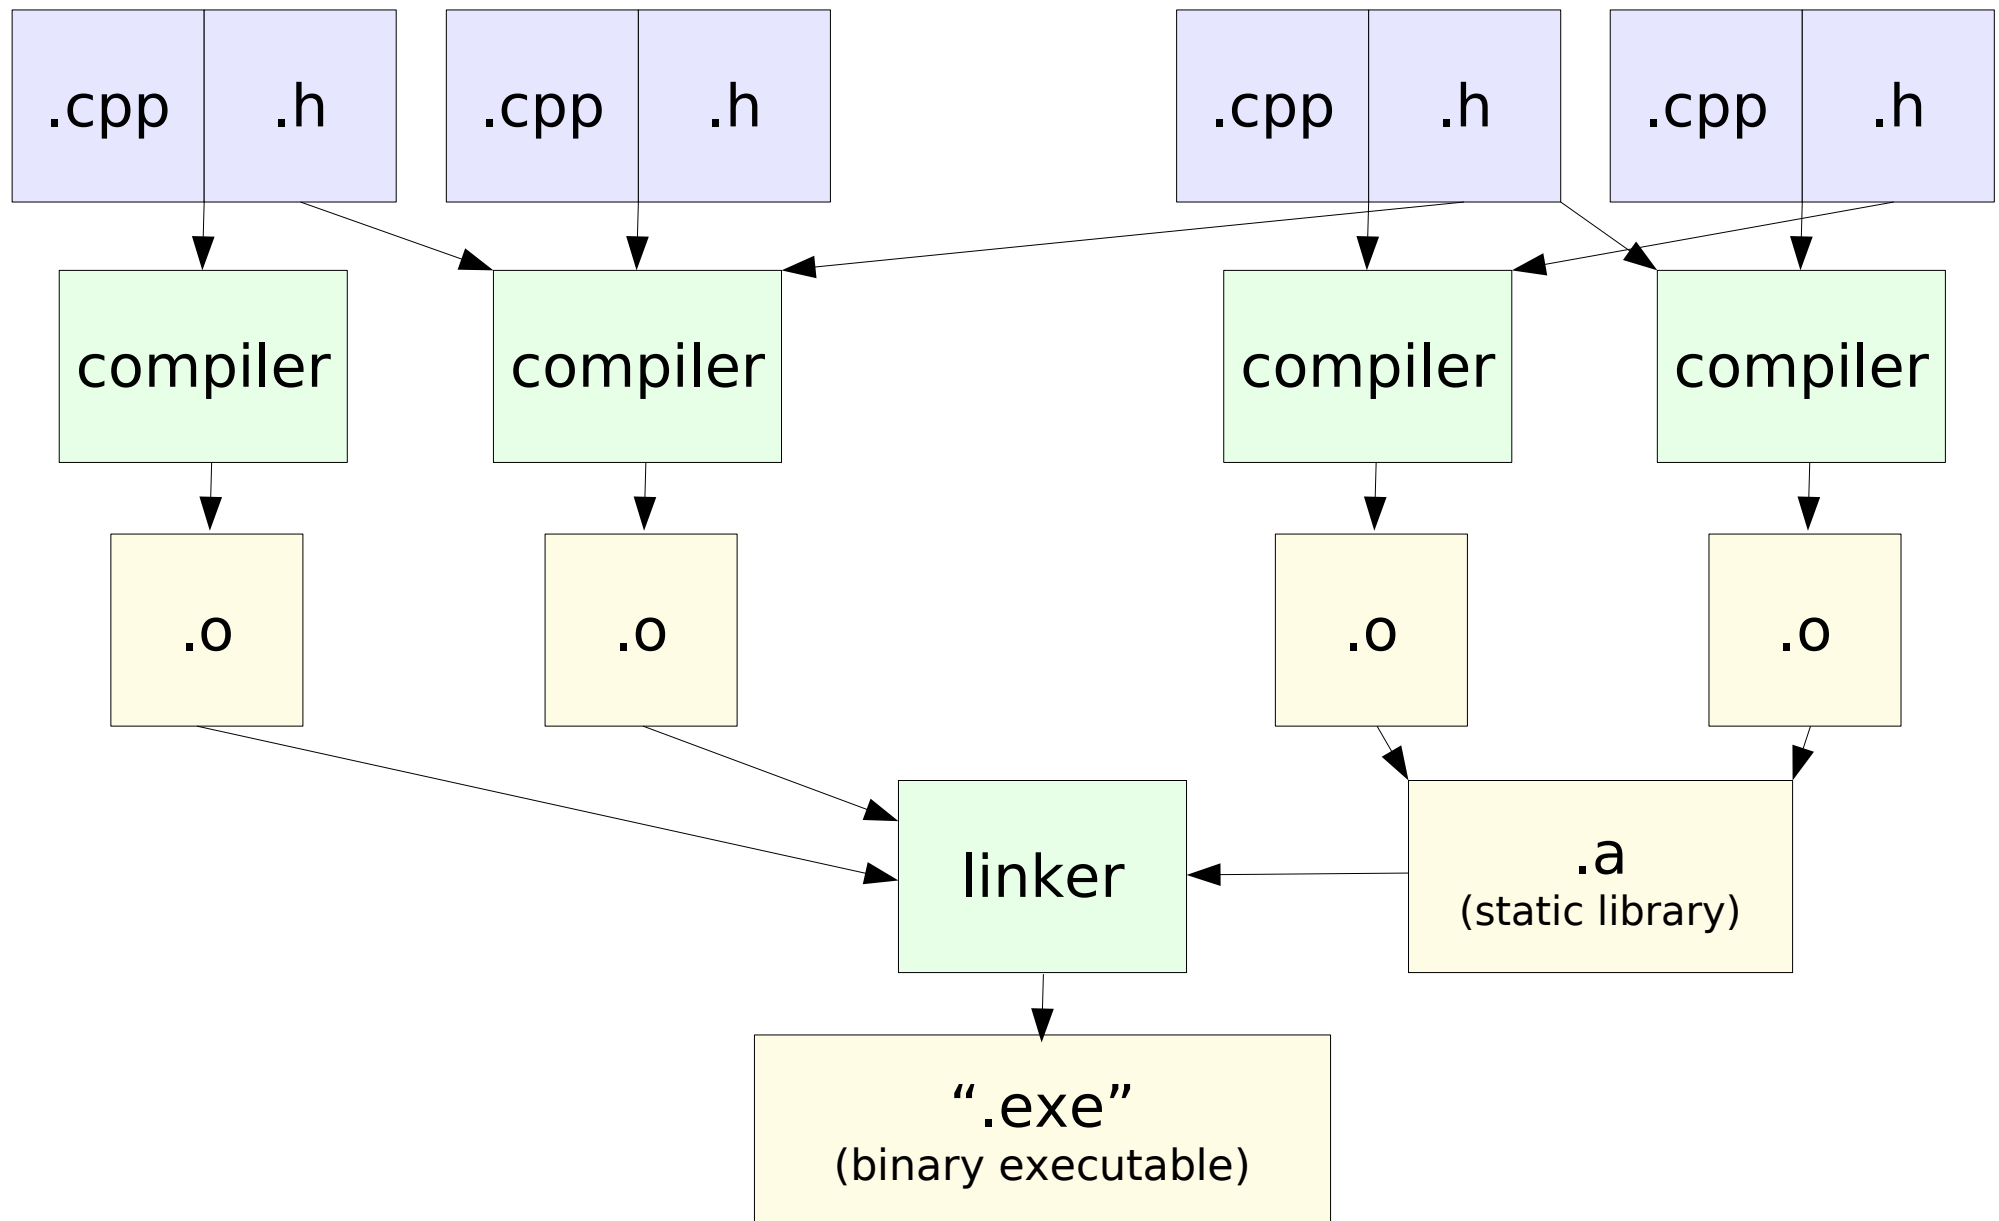 .cpp .h .cpp .h .cpp .h .cpp .h
compiler compiler compiler compiler
.o .o .o .o
linker
.a
(static library)
“.exe”
(binary executable)